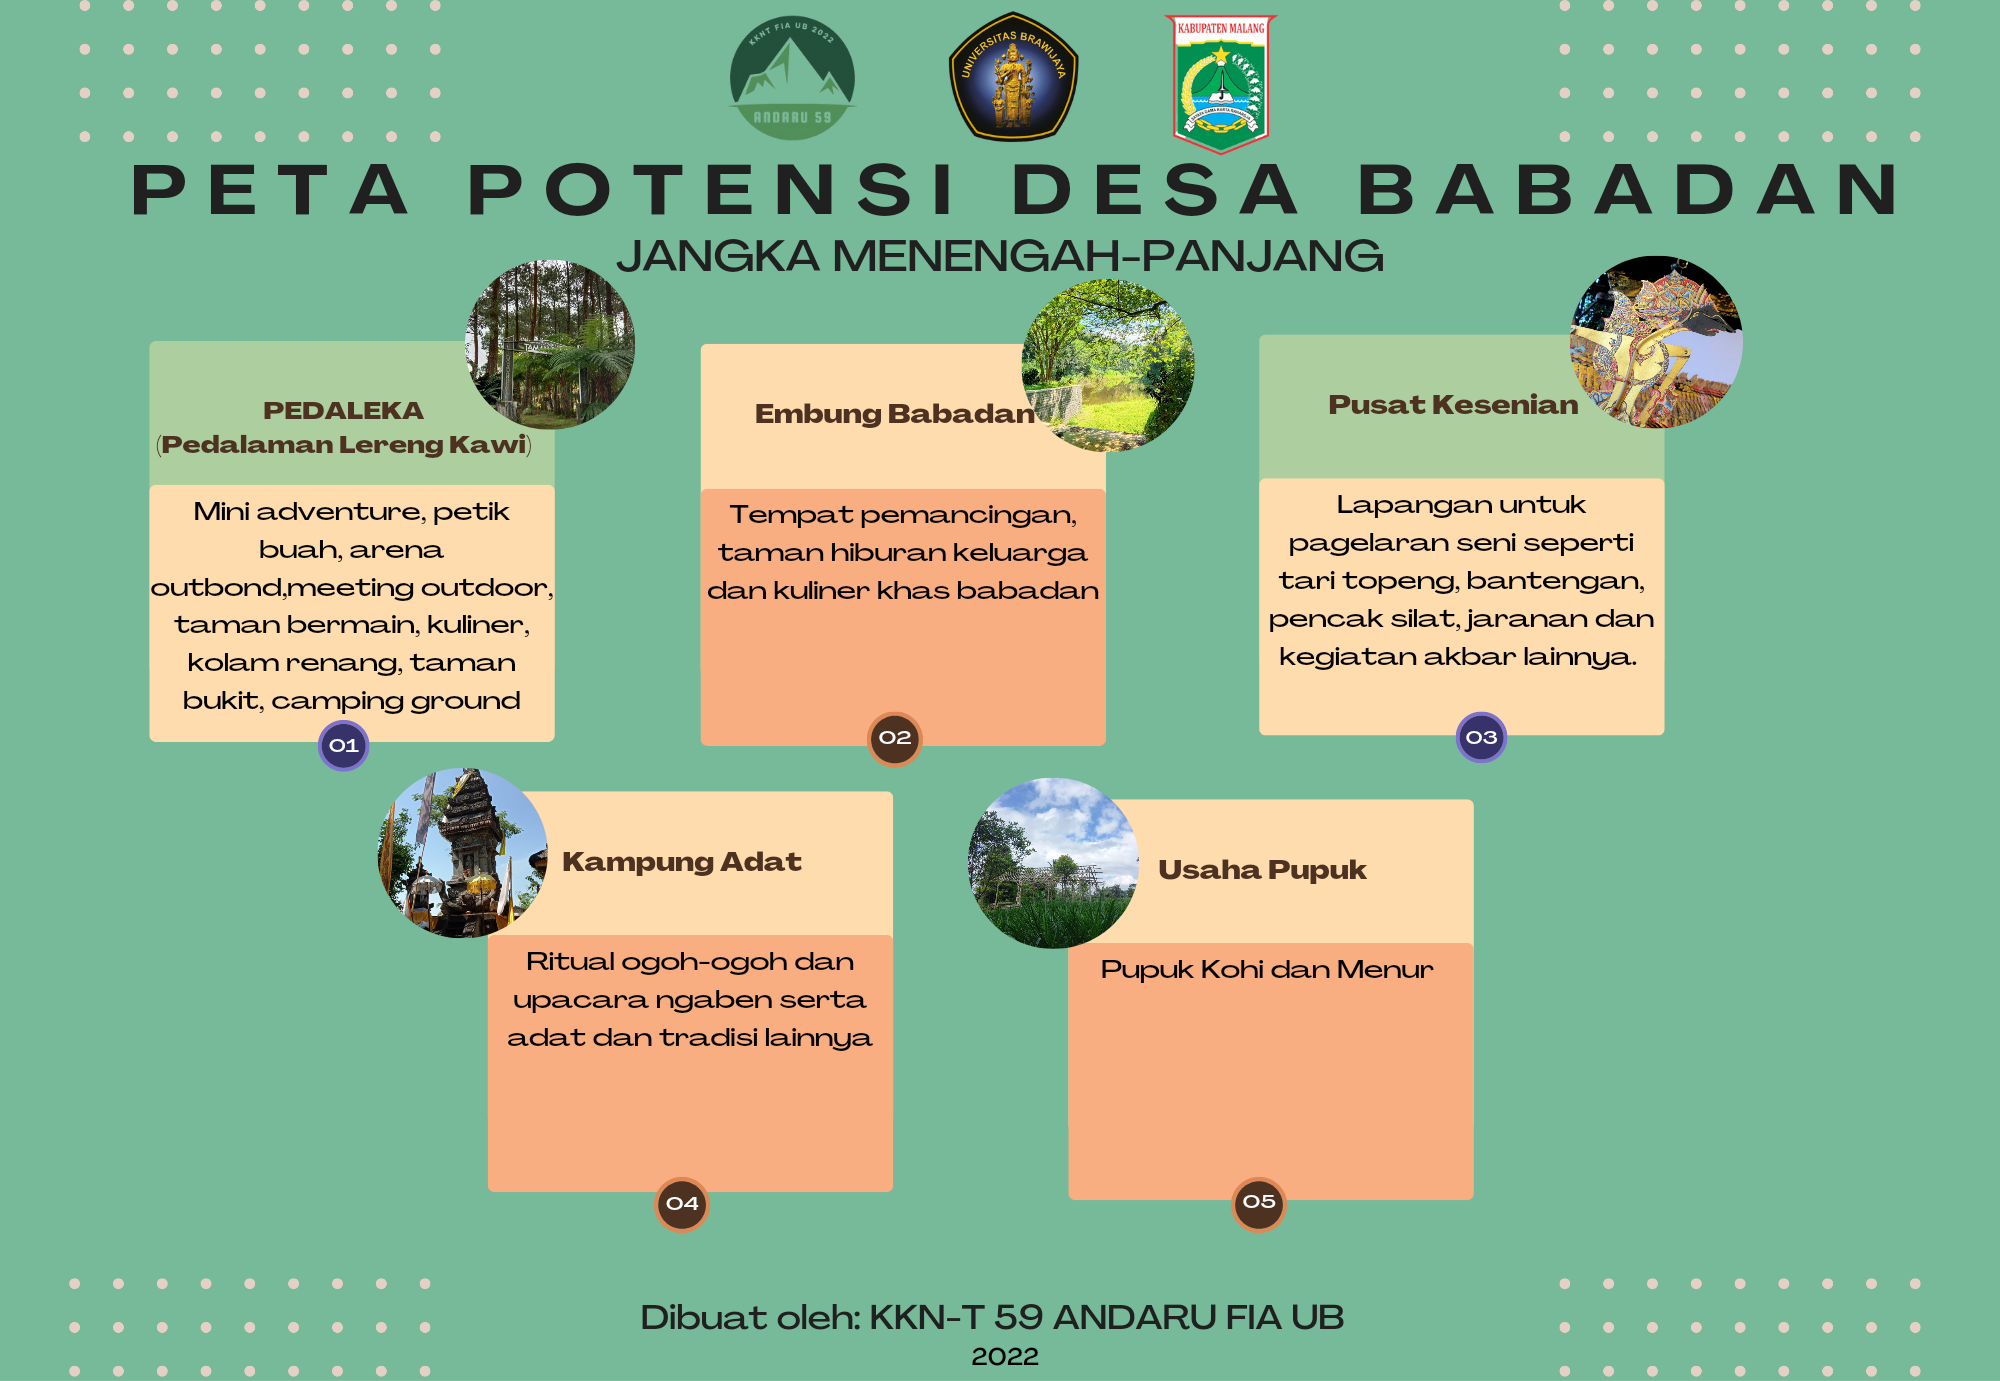 KKNT FIA UB 2022
ANDARU 59
UNIVERSITAS BRAWIJAYA
KABUPATEN MALANG
PETA POTENSI DESA BABADAN
JANGKA MENENGAH-PANJANG
PEDALEKA
(Pedalaman Lereng Kawi)
Mini adventure, petik
buah, arena
outbond,meeting outdoor,
taman bermain, kuliner,
kolam renang, taman
bukit, camping ground
01
Embung Babadan
Tempat pemancingan,
taman hiburan keluarga
dan kuliner khas babadan
02
Pusat Kesenian
Lapangan untuk
pagelaran seni seperti
tari topeng, bantengan,
pencak silat, jaranan dan
kegiatan akbar lainnya.
03
Kampung Adat
Ritual ogoh-ogoh dan
upacara ngaben serta
adat dan tradisi lainnya
04
Usaha Pupuk
Pupuk Kohi dan Menur
05
Dibuat oleh: KKN-T 59 ANDARU FIA UB
2022